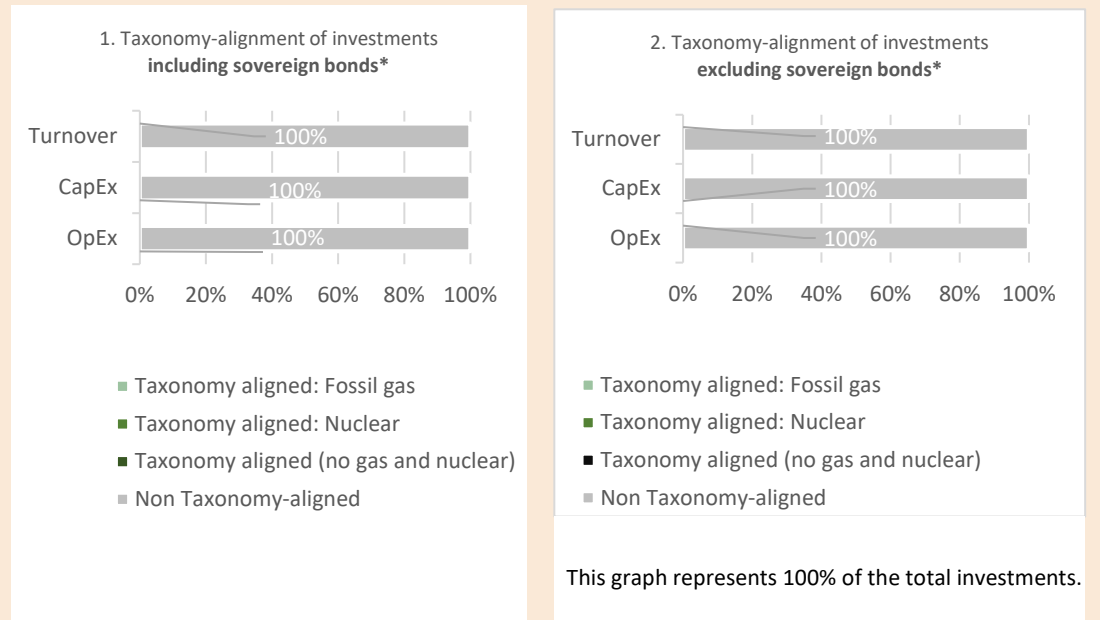 1. Taxonomy-alignment of investments
including sovereign bonds*
Turnover
100%
CapEx
100%
OpEx
100%
0% 20% 40% 60% 80% 100%
Taxonomy aligned: Fossil gas
Taxonomy aligned: Nuclear
Taxonomy aligned (no gas and nuclear)
Non Taxonomy-aligned
2. Taxonomy-alignment of investments
excluding sovereign bonds*
Turnover
100%
CapEx
100%
OpEx
100%
0% 20% 40% 60% 80% 100%
Taxonomy aligned: Fossil gas
Taxonomy aligned: Nuclear
Taxonomy aligned (no gas and nuclear)
Non Taxonomy-aligned
This graph represents 100% of the total investments.